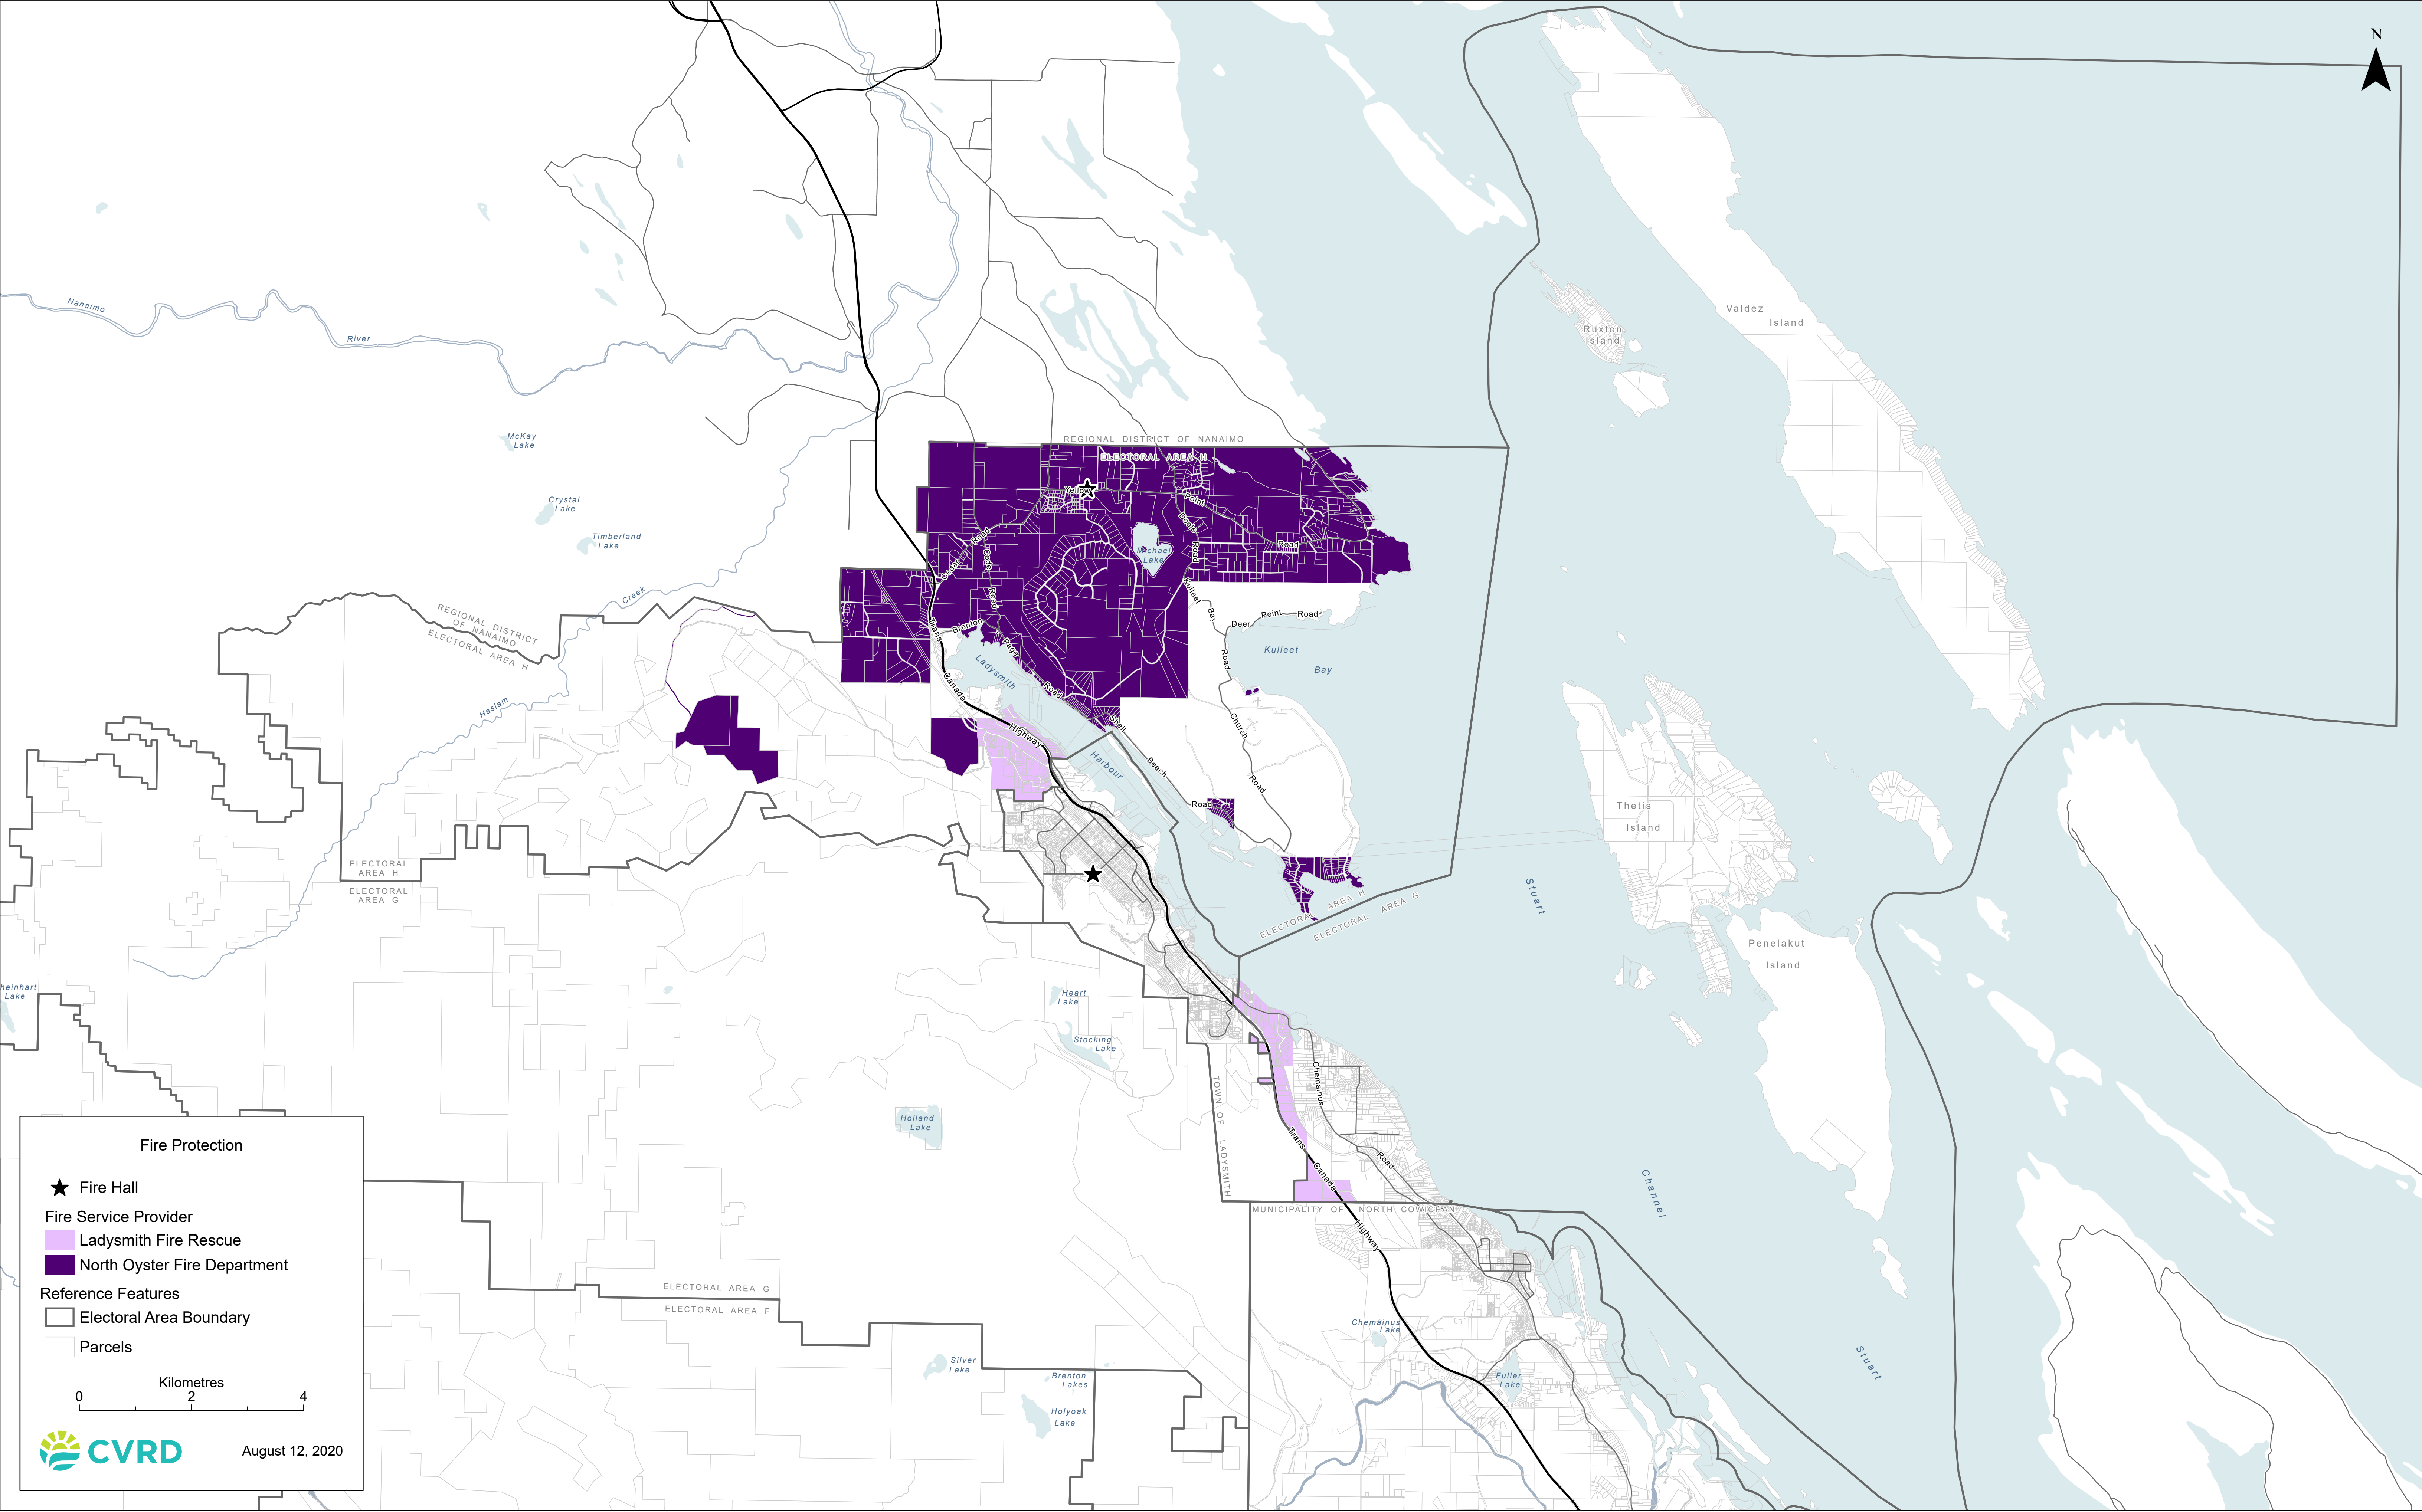 N
Nanaimo
River
Valdez
Island
Ruxton
Island
McKay
Lake
REGIONAL DISTRICT OF NANAIMO
ELECTORAL AREA H
Crystal
Lake
Yellow
Point
Timberland
Lake
Road
Cedar
Code
Road
Michael
Lake
Doole
Road
Road
Creek
Kulleet
Bay
Road
Deer Point Road
REGIONAL DISTRICT
OF NANAIMO
ELECTORAL AREA H
Trans
Brenton
Page
Road
Kulleet
Bay
Ladysmith
Harbour
Canada
Highway
Haslam
Shell
Beach
Road
Church
Road
Thetis
Island
ELECTORAL
AREA H
ELECTORAL
AREA G
ELECTORAL AREA H
ELECTORAL AREA G
Stuart
Channel
Penelakut
Island
heinhart
Lake
Heart
Lake
Stocking
Lake
Holland
Lake
TOWN OF LADYSMITH
Chemainus
Road
Trans
Canada
Highway
MUNICIPALITY OF NORTH COWICHAN
ELECTORAL AREA G
ELECTORAL AREA F
Chemainus
Lake
Silver
Lake
Brenton
Lakes
Holyoak
Lake
Fuller
Lake
Stuart
Fire Protection
Fire Hall
Fire Service Provider
Ladysmith Fire Rescue
North Oyster Fire Department
Reference Features
Electoral Area Boundary
Parcels
Kilometres
0 2 4
CVRD
August 12, 2020